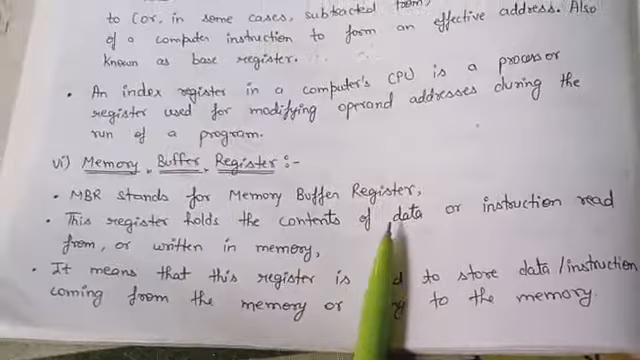 to (or, in some cases, subtracted from,
of a computer instruction to form an effective address. Also
known as base register.
• An index register in a computer's CPU is a processor
register used for modifying operand addresses during the
run of a program.
vi) Memory Buffer Register :-
• MBR stands for Memory Buffer Register,
• This register holds the contents of data or instruction read
from, or written in memory,
• It means that this register is d to store data/instruction
coming from the memory or to the memory.